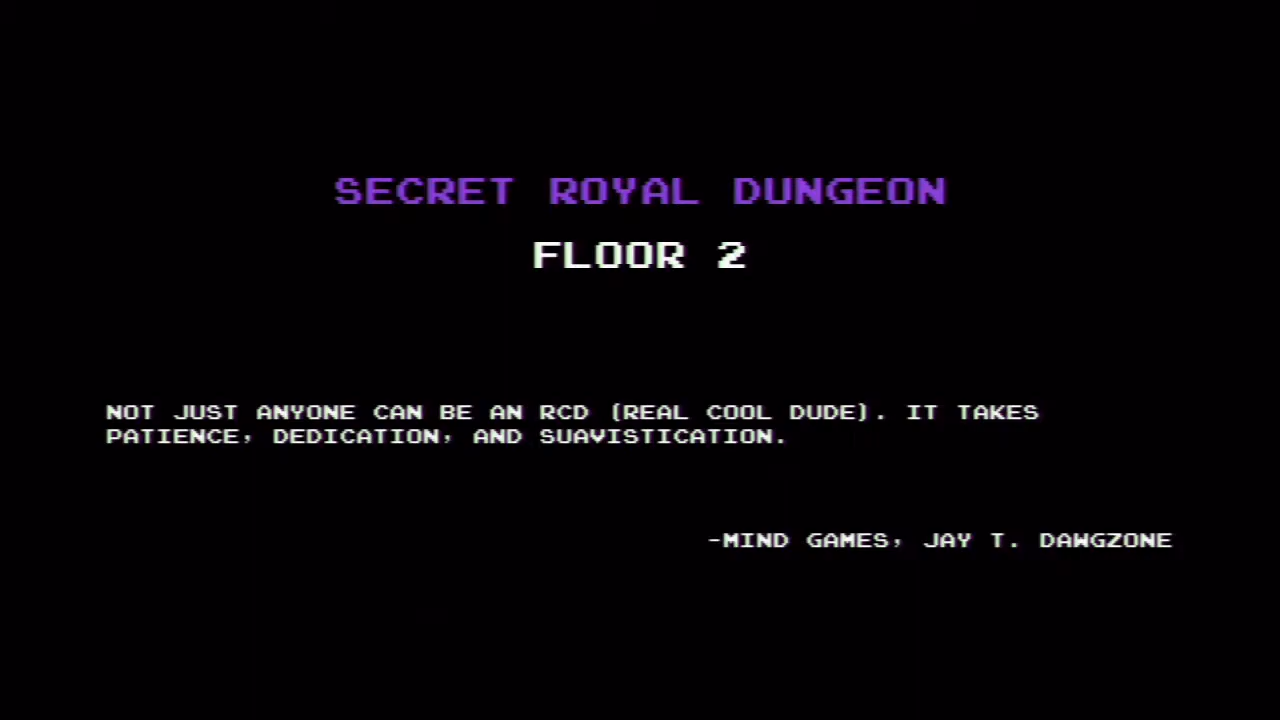 SECRET ROYAL DUNGEON
FLOOR 2
NOT JUST ANYONE CAN BE AN RCD (REAL COOL DUDE). IT TAKES
PATIENCE, DEDICATION, AND SUAVISTICATION.
-MIND GAMES, JAY T. DAWGZONE